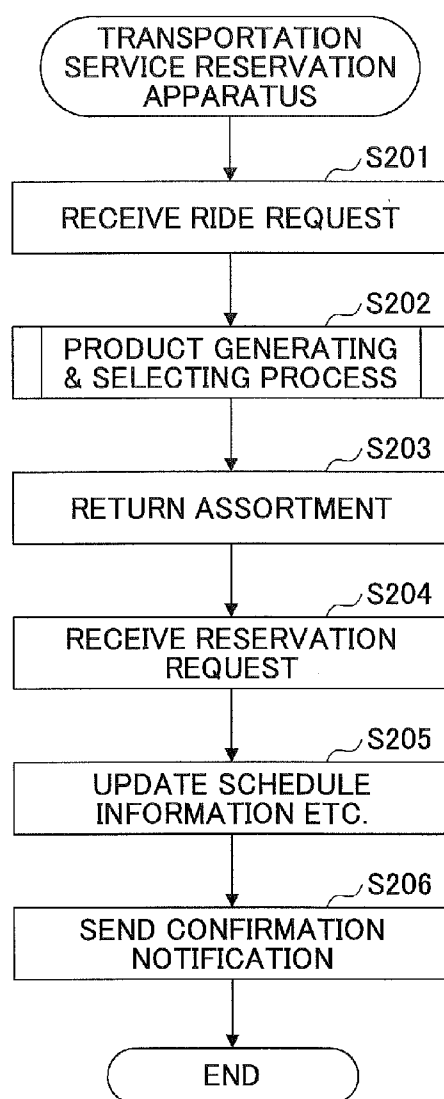 TRANSPORTATION
SERVICE RESERVATION
APPARATUS
S201
RECEIVE RIDE REQUEST
S202
PRODUCT GENERATING
& SELECTING PROCESS
S203
RETURN ASSORTMENT
S204
RECEIVE RESERVATION
REQUEST
S205
UPDATE SCHEDULE
INFORMATION ETC.
S206
SEND CONFIRMATION
NOTIFICATION
END